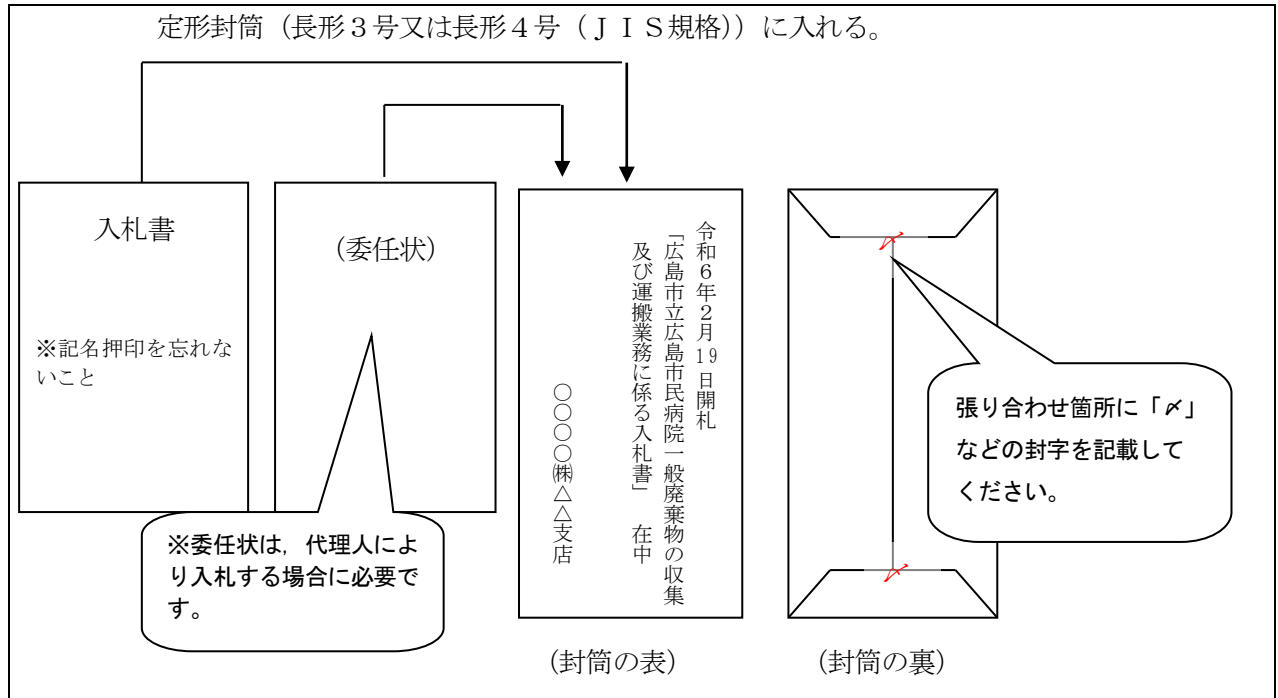 定形封筒（長形３号又は長形４号（ＪＩＳ規格））に入れる。
入札書
※記名押印を忘れな
いこと
（委任状）
※委任状は，代理人によ
り入札する場合に必要で
す。
令和６年２月19日開札
「広島市立広島市民病院一般廃棄物の収集
及び運搬業務に係る入札書」　在中
○○○○㈱△△支店
（封筒の表）
〆
〆
張り合わせ箇所に「〆」
などの封字を記載して
ください。
（封筒の裏）